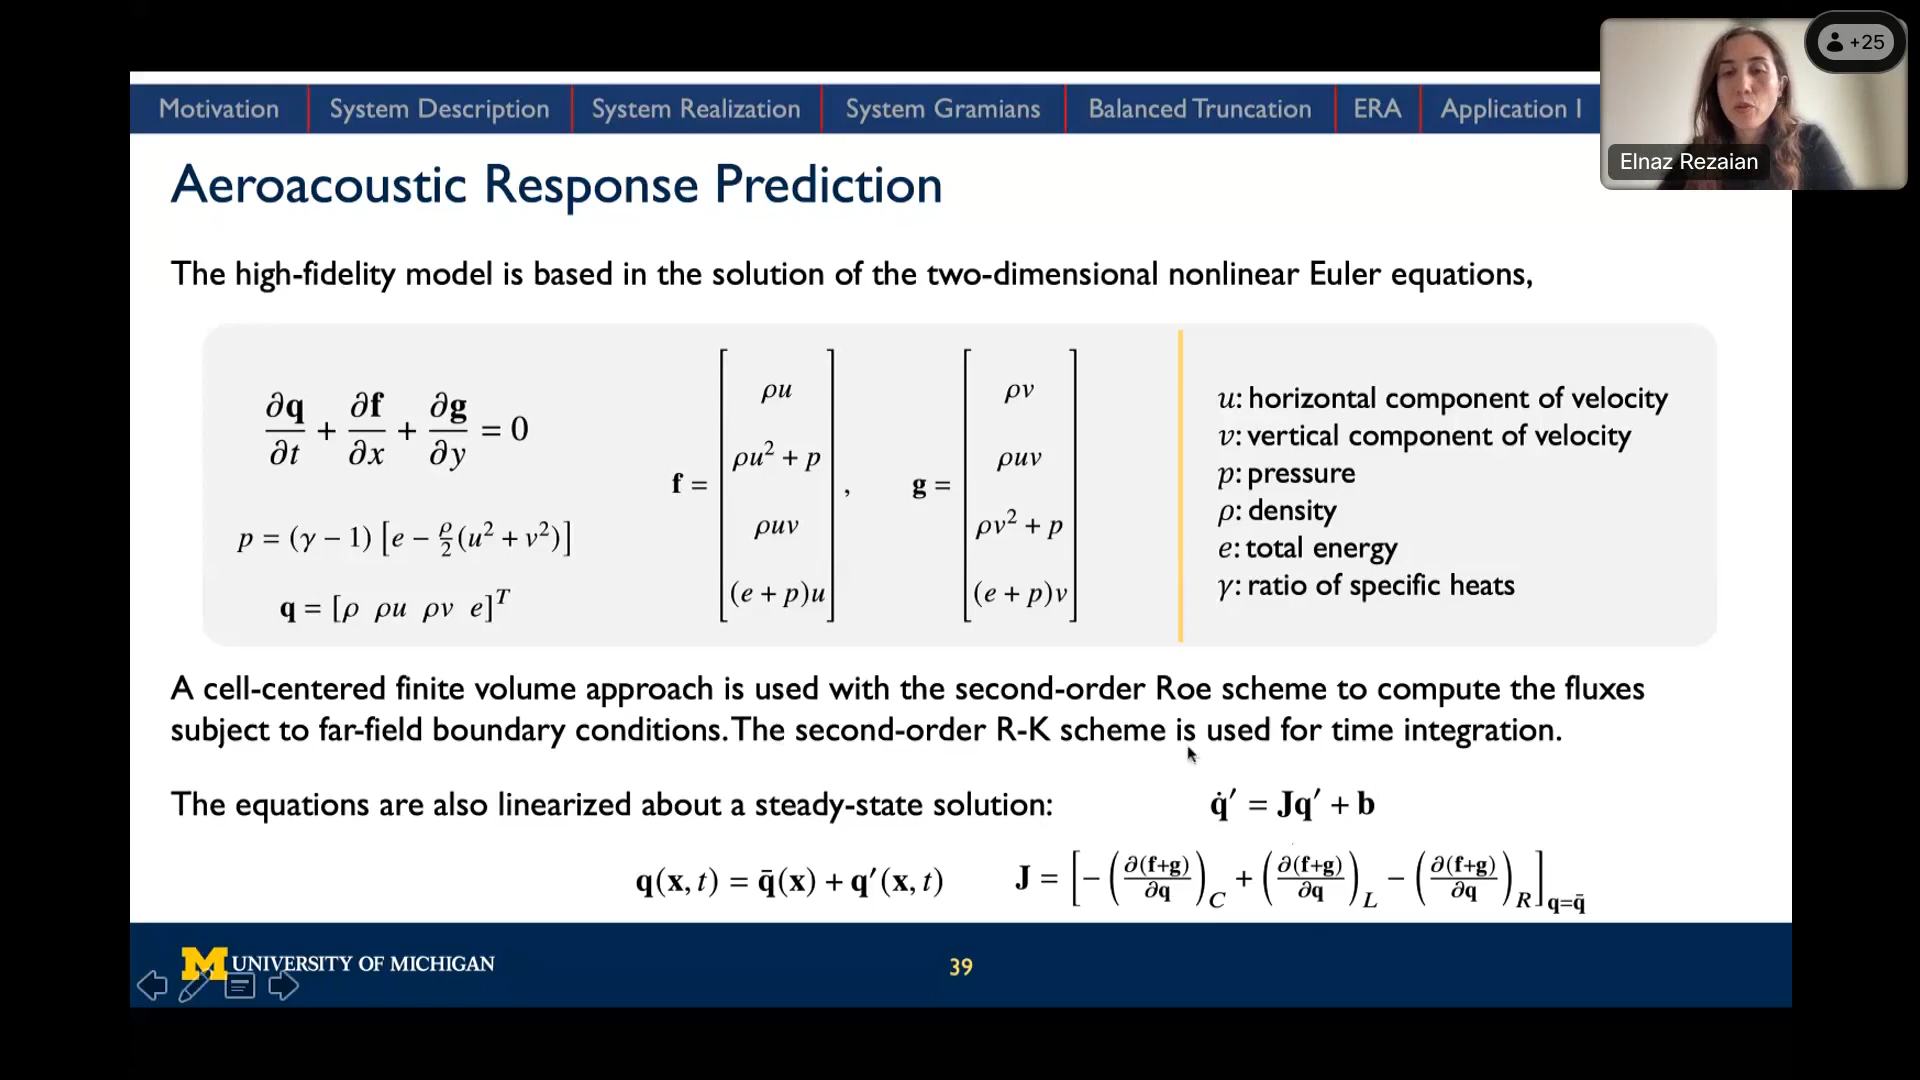 +25
Elnaz Rezaian
Motivation | System Description | System Realization | System Gramians | Balanced Truncation | ERA | Application I
Aeroacoustic Response Prediction
The high-fidelity model is based in the solution of the two-dimensional nonlinear Euler equations,
∂q/∂t + ∂f/∂x + ∂g/∂y = 0
p = (γ − 1) [e − ρ/2(u² + v²)]
q = [ρ ρu ρv e]ᵀ
f = [ρu
ρu² + p
ρuv
(e + p)u] ,
g = [ρv
ρuv
ρv² + p
(e + p)v]
u: horizontal component of velocity
v: vertical component of velocity
p: pressure
ρ: density
e: total energy
γ: ratio of specific heats
A cell-centered finite volume approach is used with the second-order Roe scheme to compute the fluxes
subject to far-field boundary conditions. The second-order R-K scheme is used for time integration.
The equations are also linearized about a steady-state solution: q̇′ = Jq′ + b
q(x, t) = q̄(x) + q′(x, t) J = [−(∂(f+g)/∂q)_C + (∂(f+g)/∂q)_L − (∂(f+g)/∂q)_R]_q=q̄
M UNIVERSITY OF MICHIGAN
39